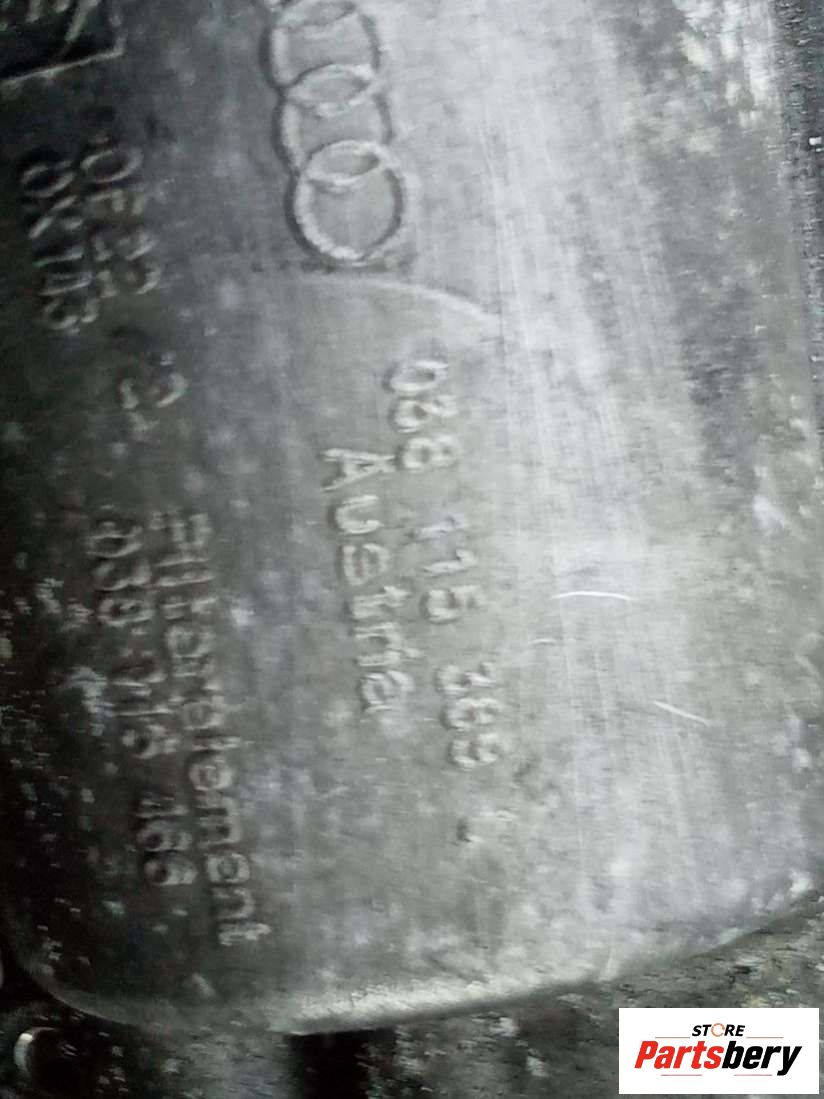 038 115 389
Austria
Filterelement
038 115 466
STORE
Partsbery